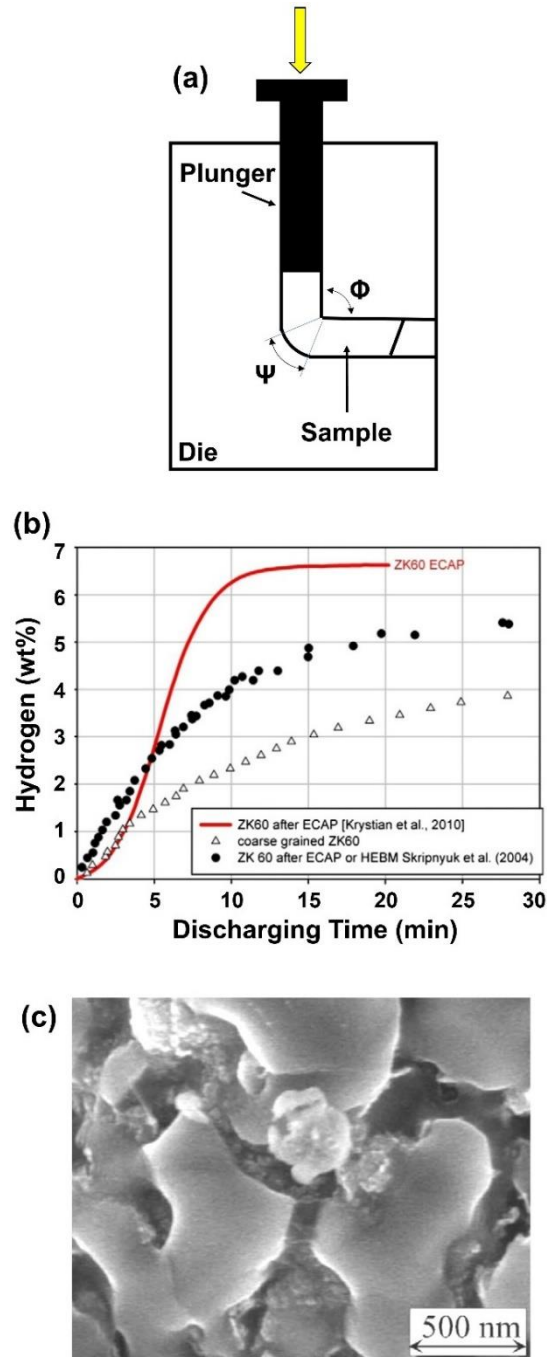 (a)
Plunger
Φ
Ψ
Sample
Die
(b)
7
6
5
4
3
2
1
0
Hydrogen (wt%)
ZK60 ECAP
ZK60 after ECAP [Krystian et al., 2010]
coarse grained ZK60
ZK 60 after ECAP or HEBM Skripnyuk et al. (2004)
0 5 10 15 20 25 30
Discharging Time (min)
(c)
500 nm